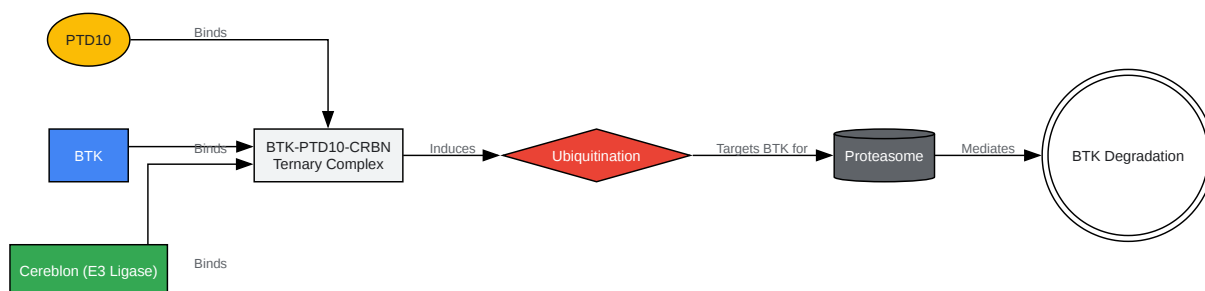 PTD10
Binds
BTK
Binds
BTK-PTD10-CRBN
Ternary Complex
Induces
Ubiquitination
Targets BTK for
Proteasome
Mediates
BTK Degradation
Cereblon (E3 Ligase)
Binds